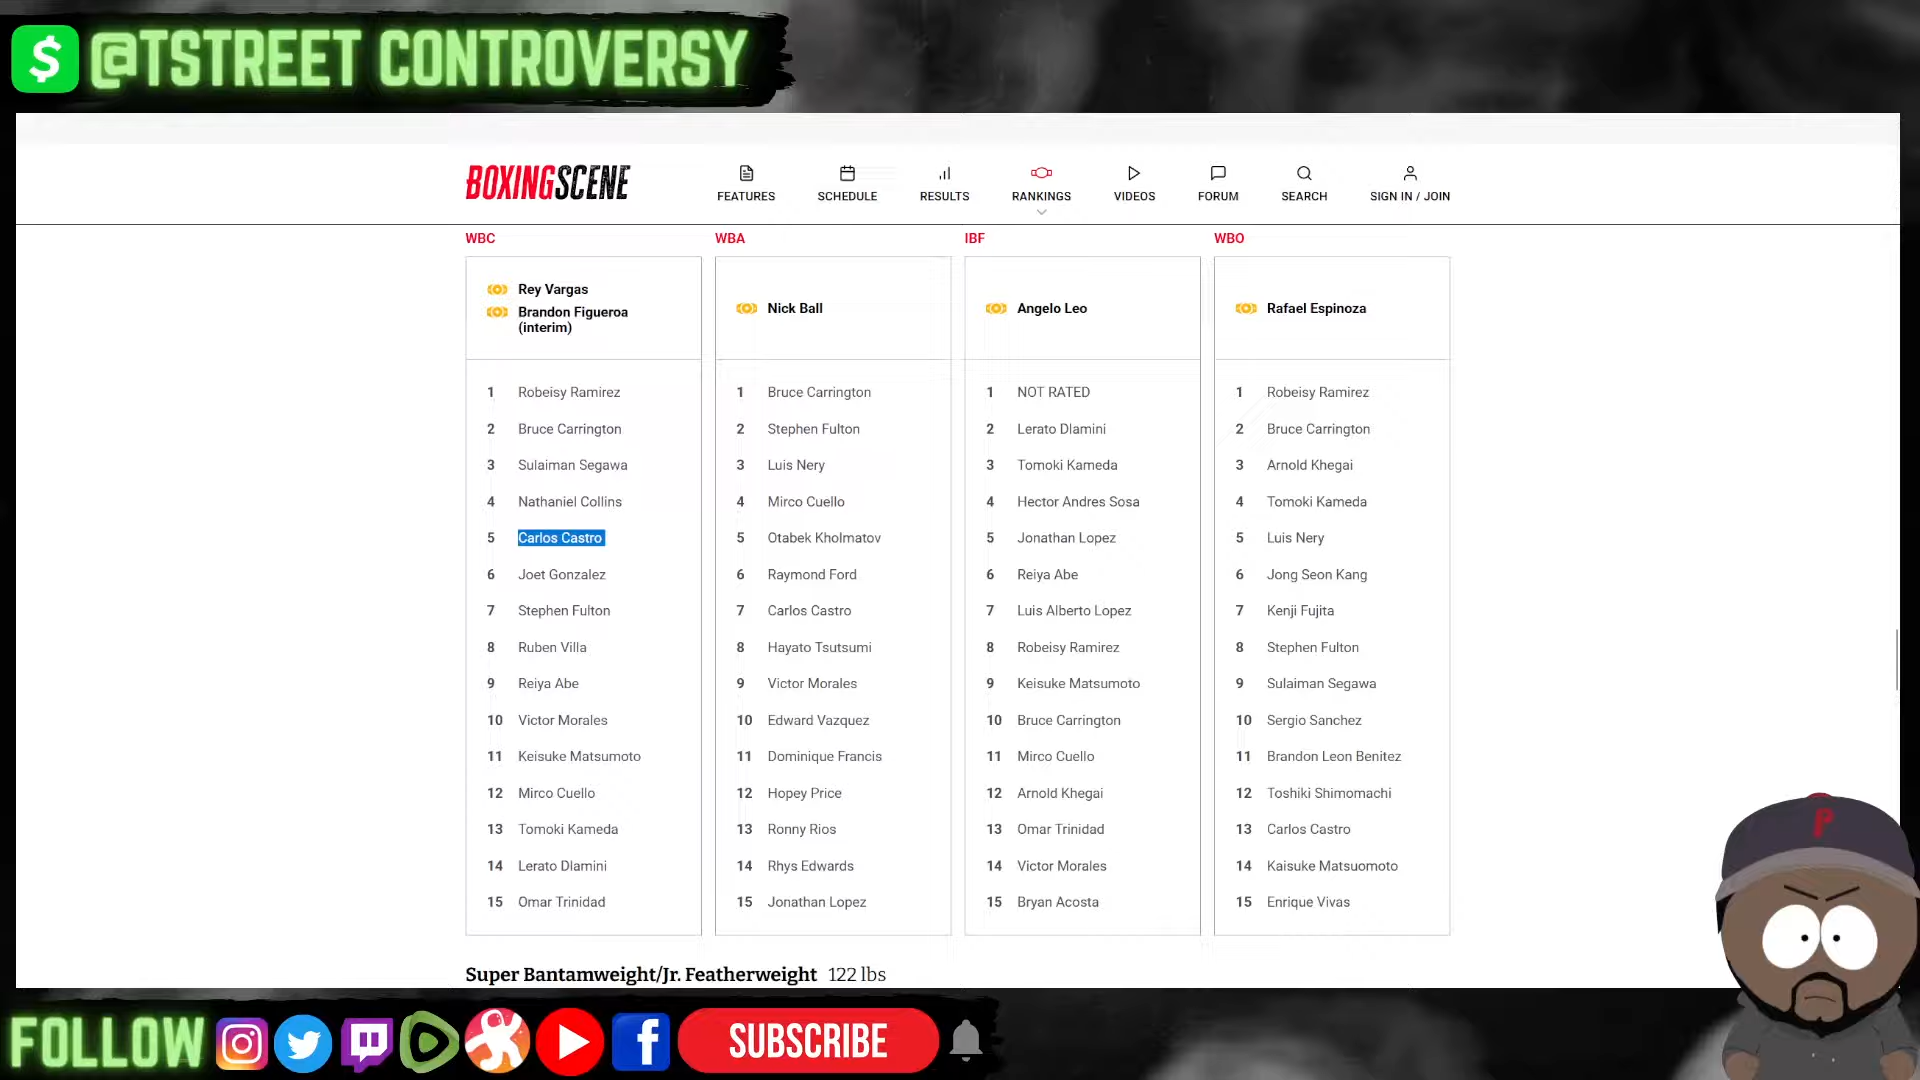 $ @TSTREET CONTROVERSY
BOXINGSCENE
FEATURES
SCHEDULE
RESULTS
RANKINGS
VIDEOS
FORUM
SEARCH
SIGN IN / JOIN
WBC
Rey Vargas
Brandon Figueroa
(interim)
1 Robeisy Ramirez
2 Bruce Carrington
3 Sulaiman Segawa
4 Nathaniel Collins
5 Carlos Castro
6 Joet Gonzalez
7 Stephen Fulton
8 Ruben Villa
9 Reiya Abe
10 Victor Morales
11 Keisuke Matsumoto
12 Mirco Cuello
13 Tomoki Kameda
14 Lerato Dlamini
15 Omar Trinidad
WBA
Nick Ball
1 Bruce Carrington
2 Stephen Fulton
3 Luis Nery
4 Mirco Cuello
5 Otabek Kholmatov
6 Raymond Ford
7 Carlos Castro
8 Hayato Tsutsumi
9 Victor Morales
10 Edward Vazquez
11 Dominique Francis
12 Hopey Price
13 Ronny Rios
14 Rhys Edwards
15 Jonathan Lopez
IBF
Angelo Leo
1 NOT RATED
2 Lerato Dlamini
3 Tomoki Kameda
4 Hector Andres Sosa
5 Jonathan Lopez
6 Reiya Abe
7 Luis Alberto Lopez
8 Robeisy Ramirez
9 Keisuke Matsumoto
10 Bruce Carrington
11 Mirco Cuello
12 Arnold Khegai
13 Omar Trinidad
14 Victor Morales
15 Bryan Acosta
WBO
Rafael Espinoza
1 Robeisy Ramirez
2 Bruce Carrington
3 Arnold Khegai
4 Tomoki Kameda
5 Luis Nery
6 Jong Seon Kang
7 Kenji Fujita
8 Stephen Fulton
9 Sulaiman Segawa
10 Sergio Sanchez
11 Brandon Leon Benitez
12 Toshiki Shimomachi
13 Carlos Castro
14 Kaisuke Matsuomoto
15 Enrique Vivas
Super Bantamweight/Jr. Featherweight 122 lbs
P
FOLLOW
f
SUBSCRIBE